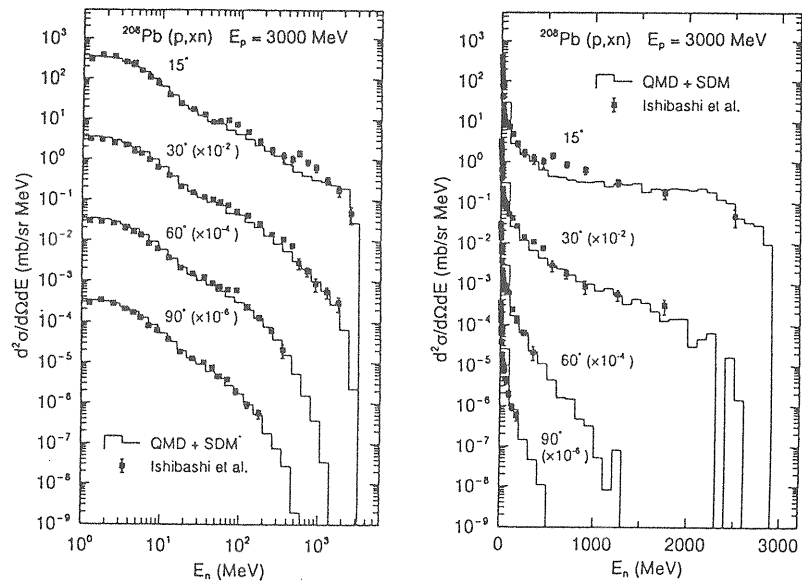 ²⁰⁸Pb (p,xn) Eₚ = 3000 MeV
15°
30° (×10⁻²)
60° (×10⁻⁴)
90° (×10⁻⁶)
QMD + SDM
Ishibashi et al.
10³
10²
10¹
10⁰
10⁻¹
10⁻²
10⁻³
10⁻⁴
10⁻⁵
10⁻⁶
10⁻⁷
10⁻⁸
10⁻⁹
d²σ/dΩdE (mb/sr MeV)
10⁰ 10¹ 10² 10³
Eₙ (MeV)
²⁰⁸Pb (p,xn) Eₚ = 3000 MeV
QMD + SDM
Ishibashi et al.
15°
30° (×10⁻²)
60° (×10⁻⁴)
90°
(×10⁻⁶)
10³
10²
10¹
10⁰
10⁻¹
10⁻²
10⁻³
10⁻⁴
10⁻⁵
10⁻⁶
10⁻⁷
10⁻⁸
10⁻⁹
d²σ/dΩdE (mb/sr MeV)
0 1000 2000 3000
Eₙ (MeV)